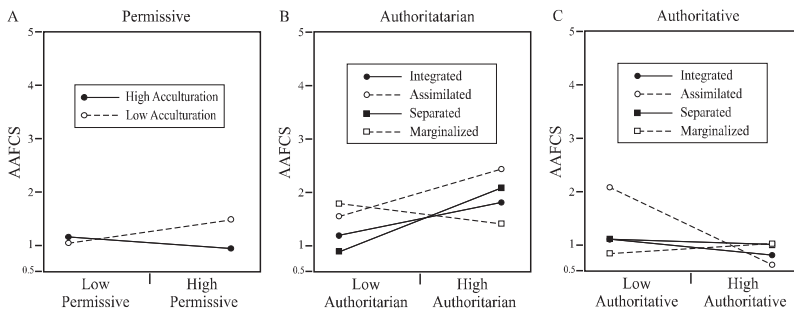 A
Permissive
5
4
3
2
1
0.5
AAFCS
High Acculturation
Low Acculturation
Low
Permissive
High
Permissive
B
Authoritatarian
5
4
3
2
1
0.5
AAFCS
Integrated
Assimilated
Separated
Marginalized
Low
Authoritarian
High
Authoritarian
C
Authoritative
5
4
3
2
1
0.5
AAFCS
Integrated
Assimilated
Separated
Marginalized
Low
Authoritative
High
Authoritative